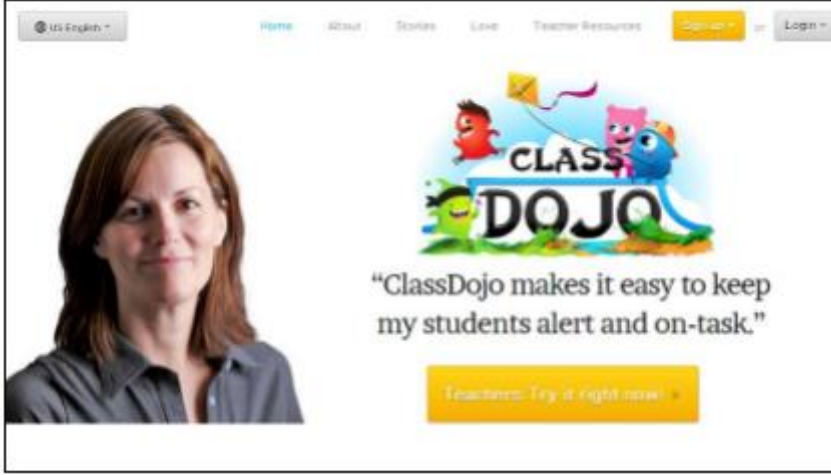 US English
Home About Stories Love Teacher Resources Sign up or Login
CLASS
DOJO
“ClassDojo makes it easy to keep
my students alert and on-task.”
Teachers: Try it right now! »